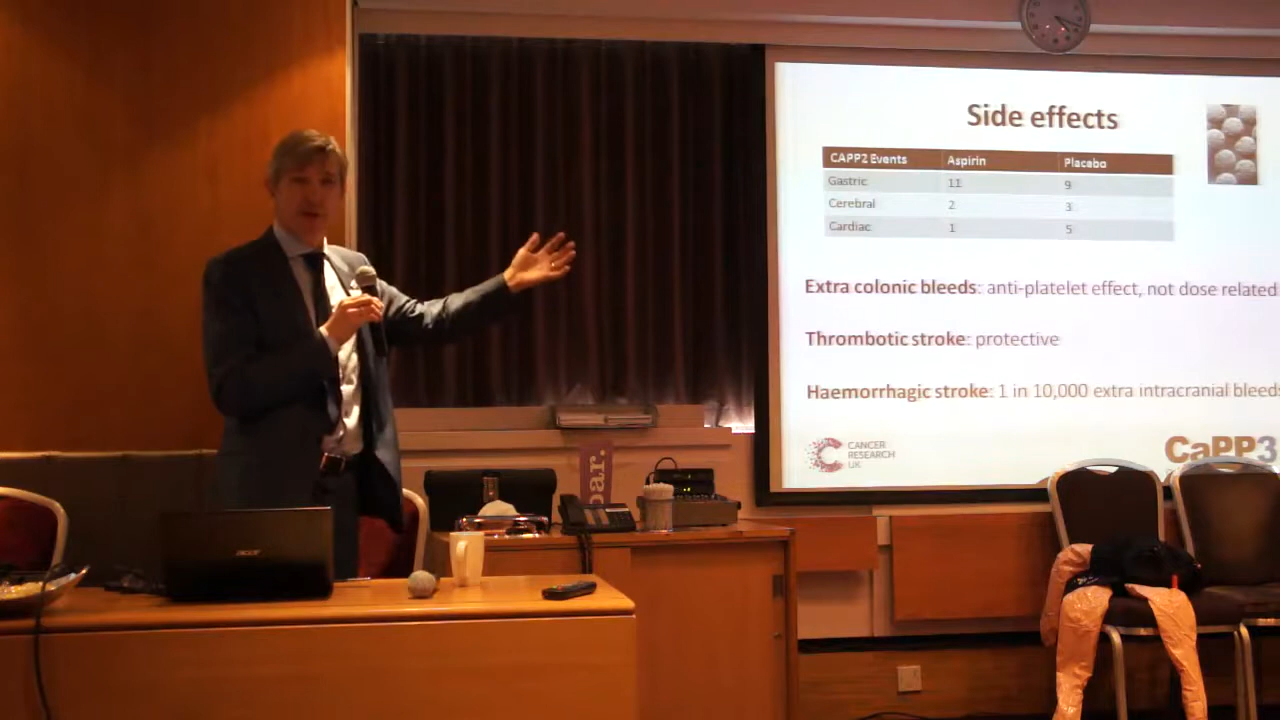 Side effects
CAPP2 Events Aspirin Placebo
Gastric 11 9
Cerebral 2 3
Cardiac 1 5
Extra colonic bleeds: anti-platelet effect, not dose related
Thrombotic stroke: protective
Haemorrhagic stroke: 1 in 10,000 extra intracranial bleeds
CANCER
RESEARCH
UK
CaPP3
bar.
acer